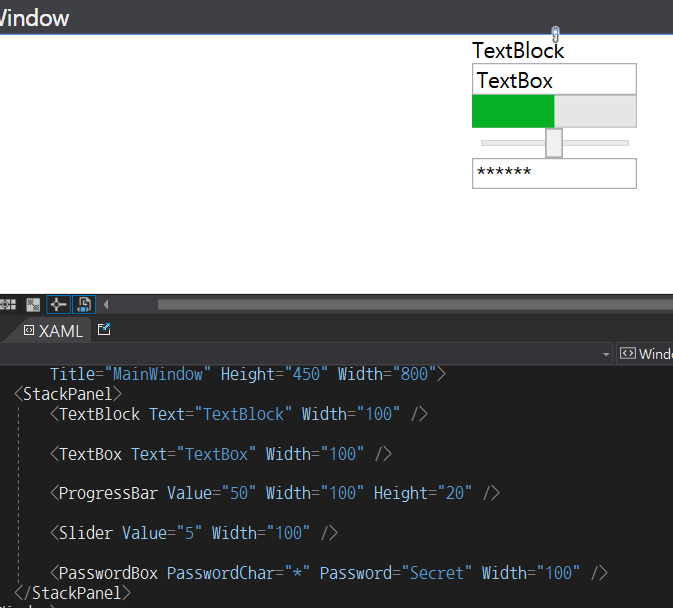 Window
TextBlock
TextBox
******
XAML
Windo
Title="MainWindow" Height="450" Width="800">
<StackPanel>
<TextBlock Text="TextBlock" Width="100" />
<TextBox Text="TextBox" Width="100" />
<ProgressBar Value="50" Width="100" Height="20" />
<Slider Value="5" Width="100" />
<PasswordBox PasswordChar="*" Password="Secret" Width="100" />
</StackPanel>